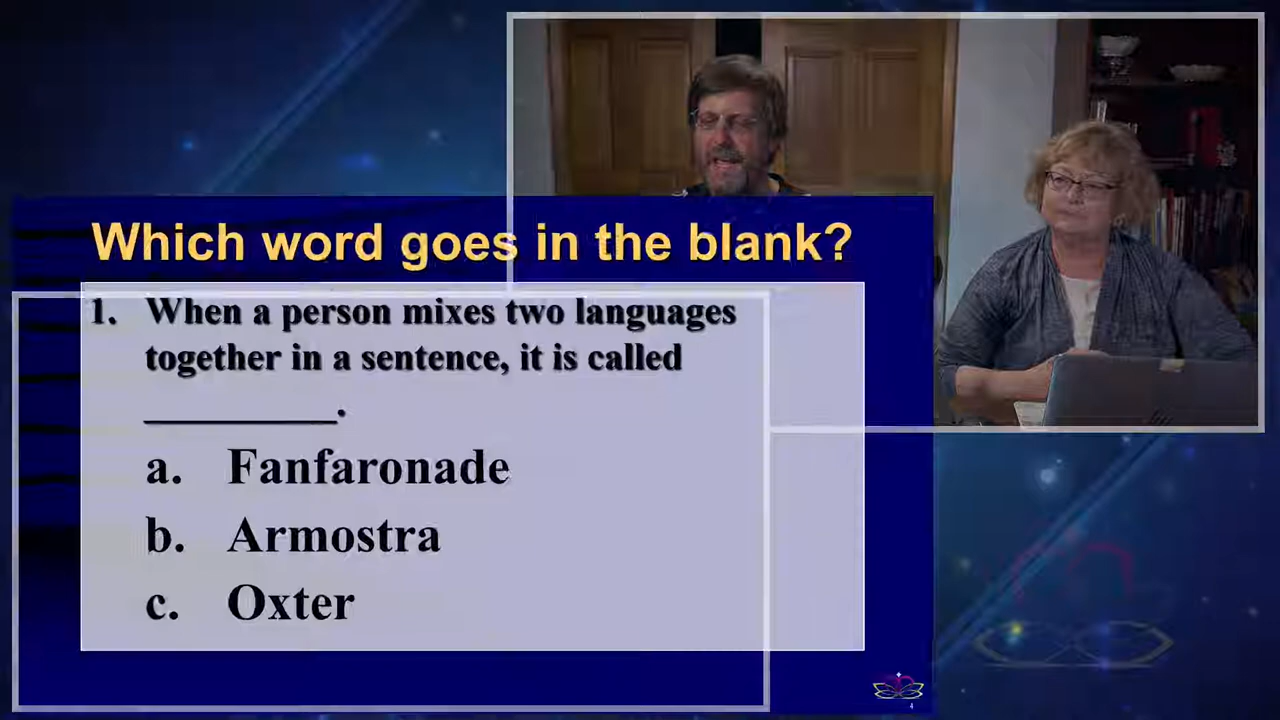 Which word goes in the blank?
1. When a person mixes two languages
together in a sentence, it is called
__________.
a. Fanfaronade
b. Armostra
c. Oxter
4